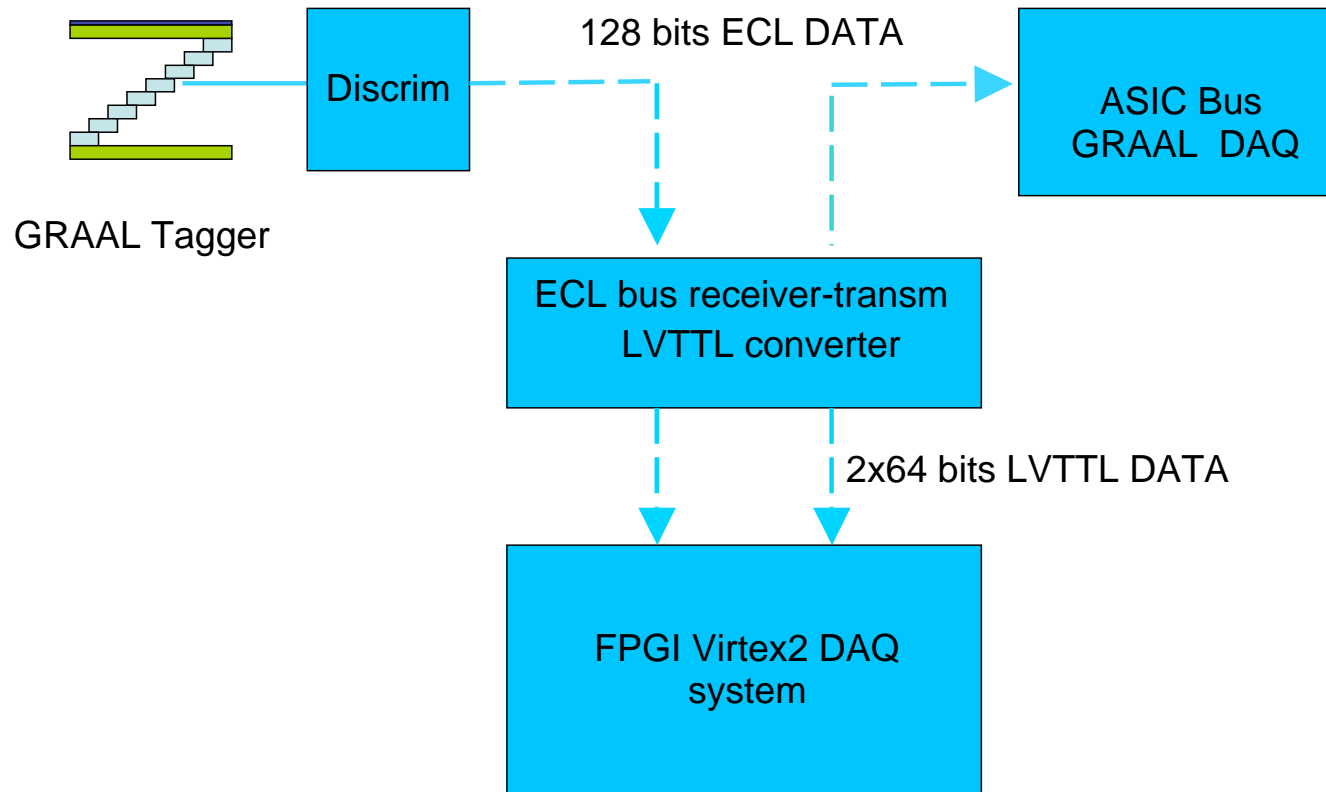 128 bits ECL DATA
Discrim
ASIC Bus
GRAAL DAQ
GRAAL Tagger
ECL bus receiver-transm
LVTTL converter
2x64 bits LVTTL DATA
FPGI Virtex2 DAQ
system